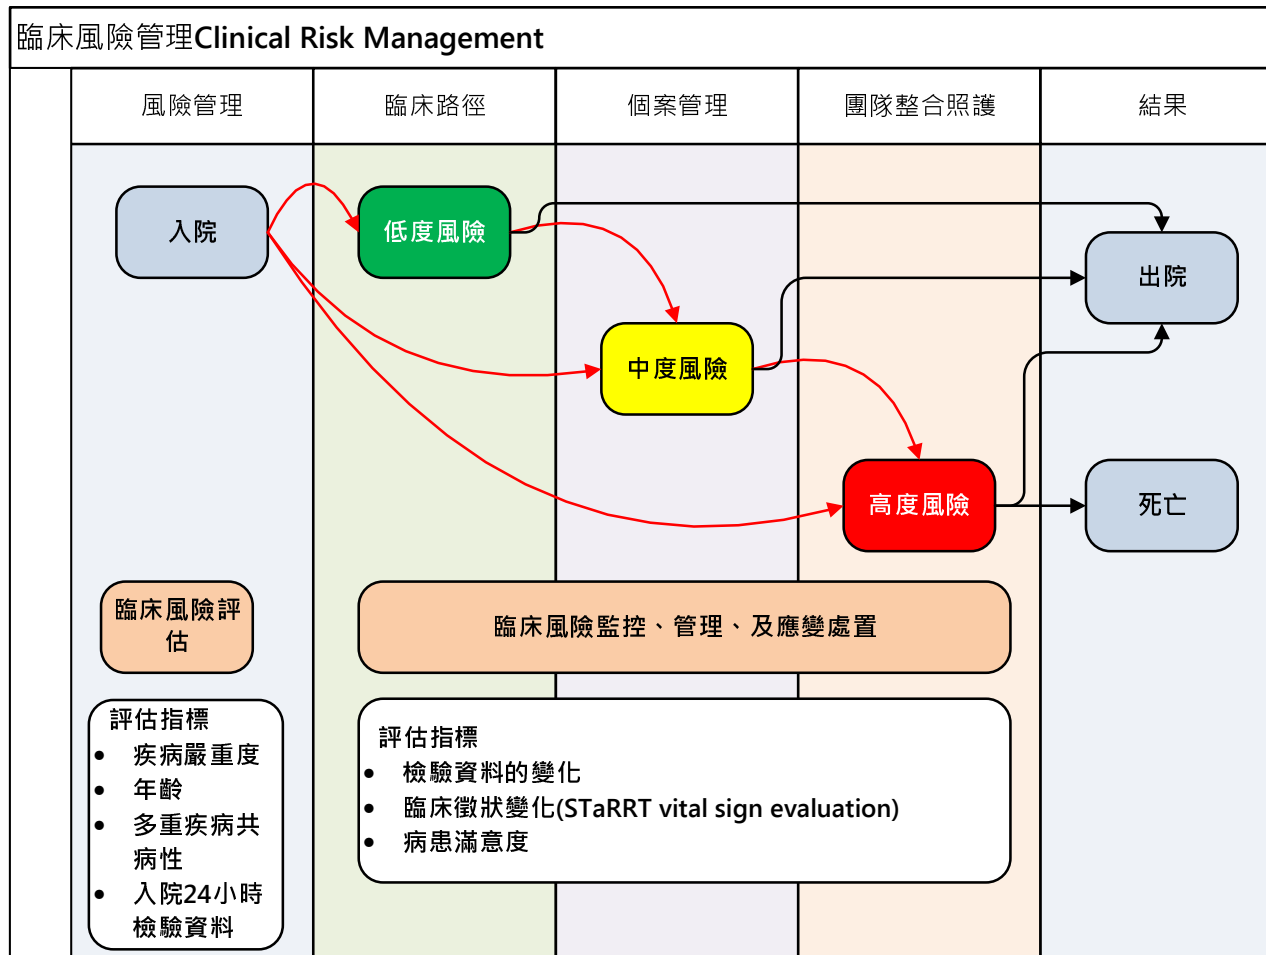 臨床風險管理Clinical Risk Management
風險管理
臨床路徑
個案管理
團隊整合照護
結果
入院
低度風險
出院
中度風險
高度風險
死亡
臨床風險評
估
臨床風險監控、管理、及應變處置
評估指標
• 疾病嚴重度
• 年齡
• 多重疾病共
病性
• 入院24小時
檢驗資料
評估指標
• 檢驗資料的變化
• 臨床徵狀變化(STaRRT vital sign evaluation)
• 病患滿意度